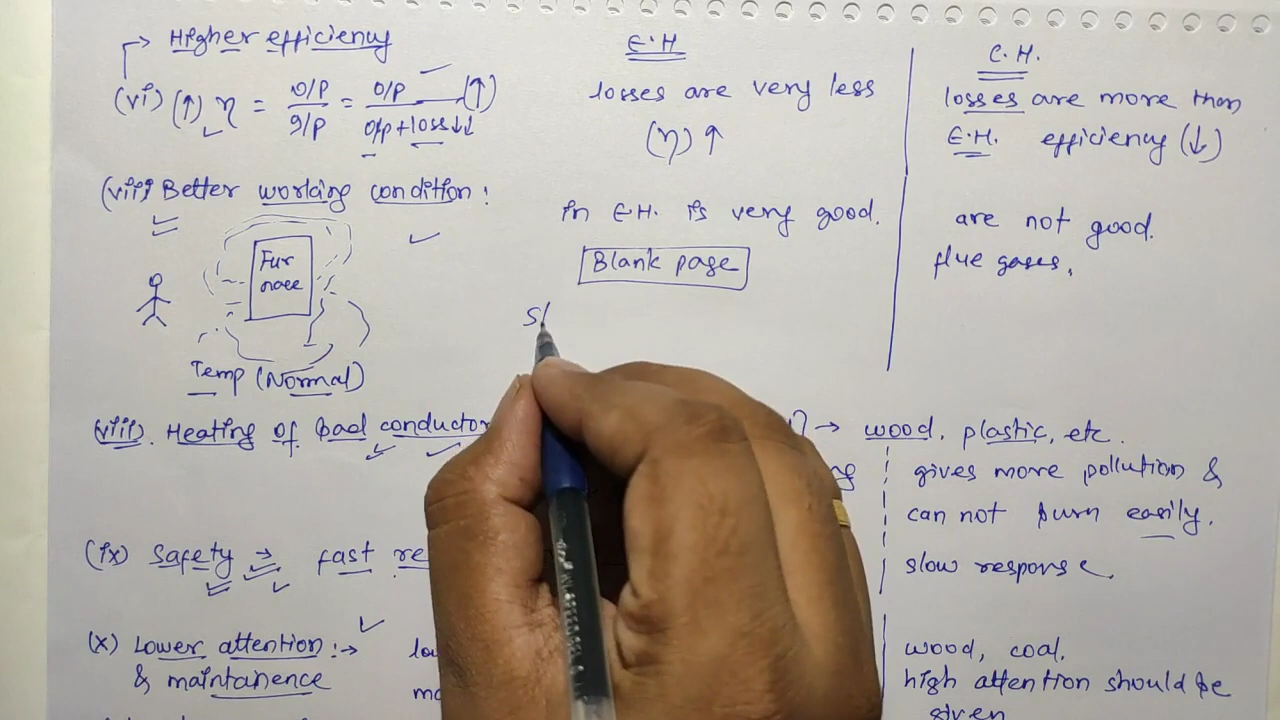 Higher efficiency
(vi) (↑) η = O/P / I/P = O/P / O/P + loss↓↓ (↑)
E.H
losses are very less
(η) ↑
C.H.
losses are more than
E.H. efficiency (↓)
(vii) Better working condition:
in E.H. is very good.
are not good.
flue gases.
Blank page
Fur
nace
Temp (Normal)
S/
(viii). Heating of bad conductor
→ wood, plastic, etc.
gives more pollution &
can not burn easily.
(ix) Safety ⇒ fast re
slow response.
(x) Lower attention :→
& maintanence
wood, coal.
high attention should be
given